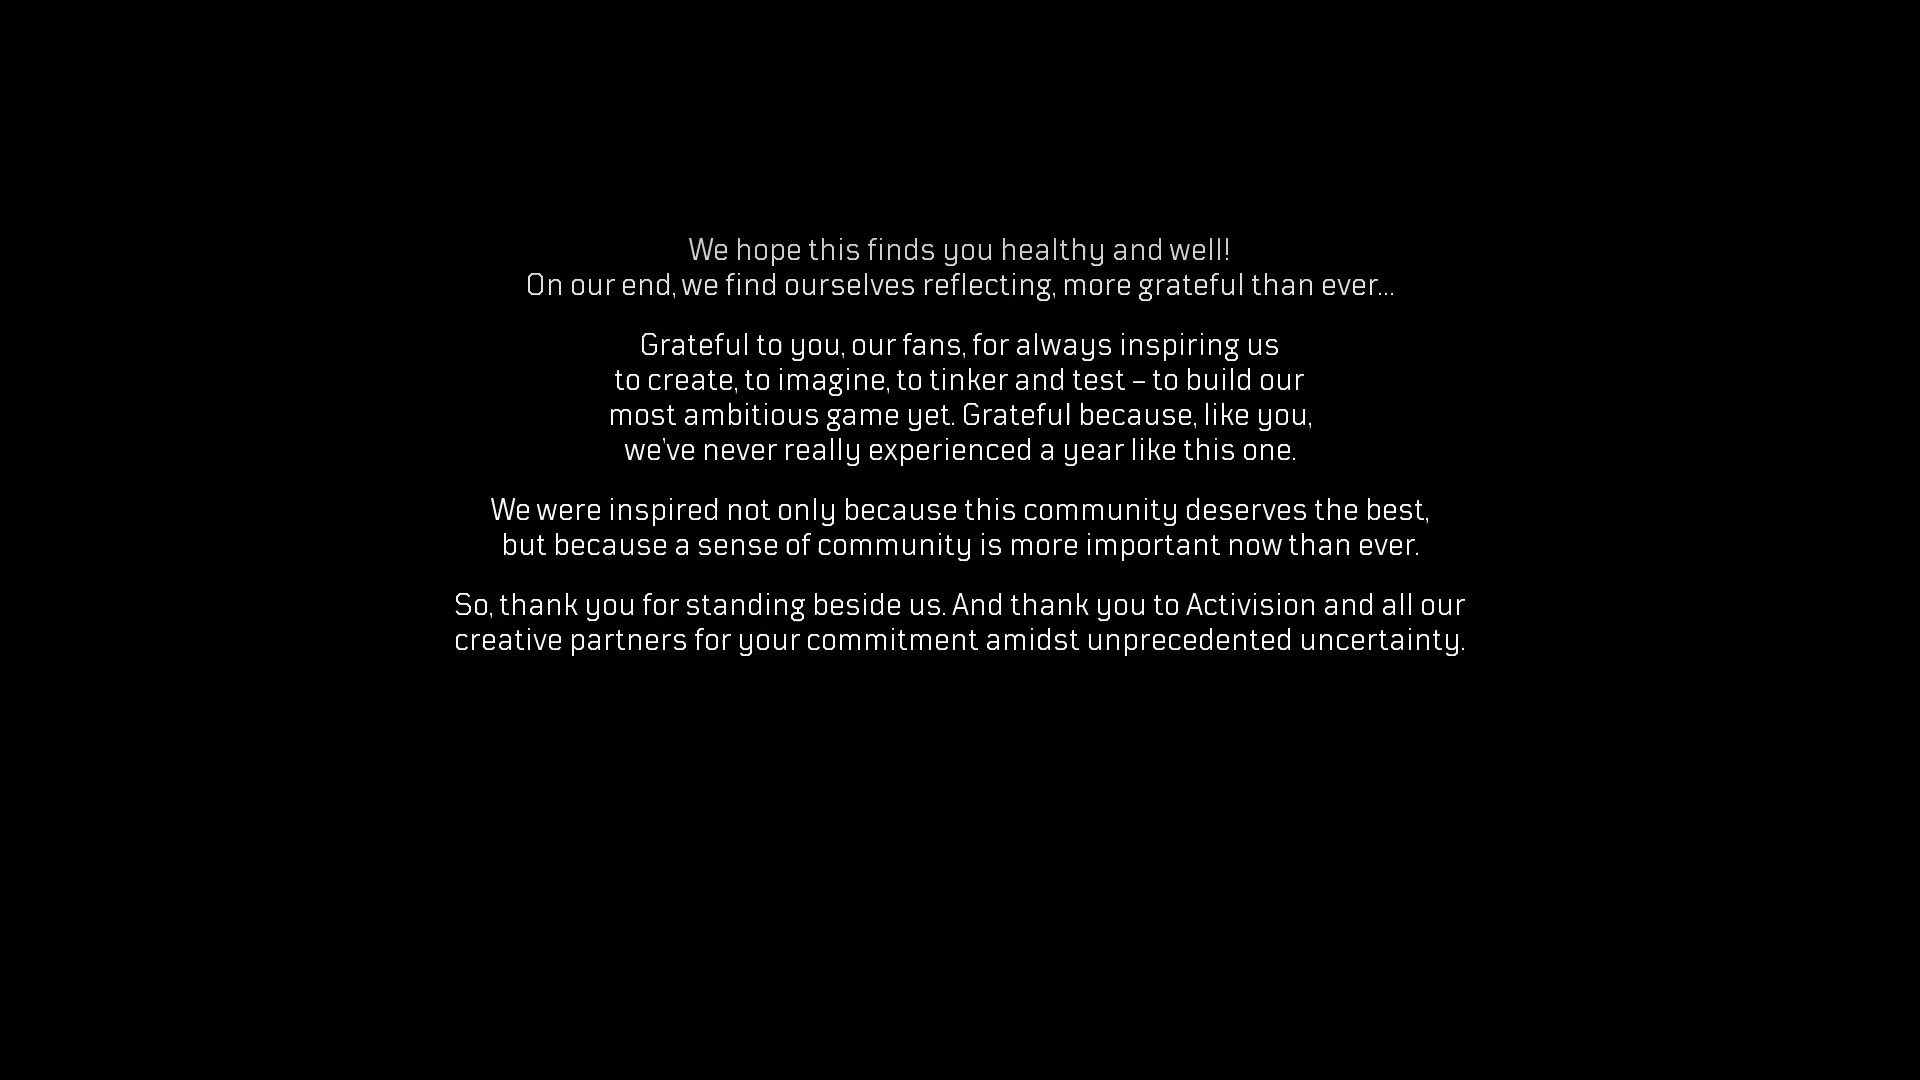 We hope this finds you healthy and well!
On our end, we find ourselves reflecting, more grateful than ever...
Grateful to you, our fans, for always inspiring us
to create, to imagine, to tinker and test – to build our
most ambitious game yet. Grateful because, like you,
we've never really experienced a year like this one.
We were inspired not only because this community deserves the best,
but because a sense of community is more important now than ever.
So, thank you for standing beside us. And thank you to Activision and all our
creative partners for your commitment amidst unprecedented uncertainty.